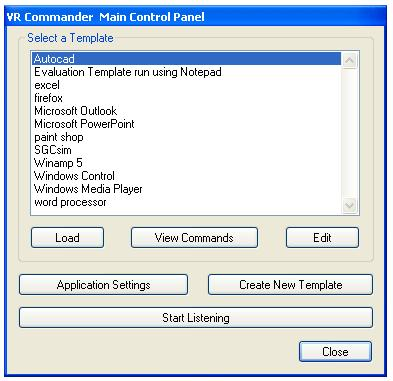 VR Commander Main Control Panel
Select a Template
Autocad
Evaluation Template run using Notepad
excel
firefox
Microsoft Outlook
Microsoft PowerPoint
paint shop
SGCsim
Winamp 5
Windows Control
Windows Media Player
word processor
Load View Commands Edit
Application Settings Create New Template
Start Listening
Close